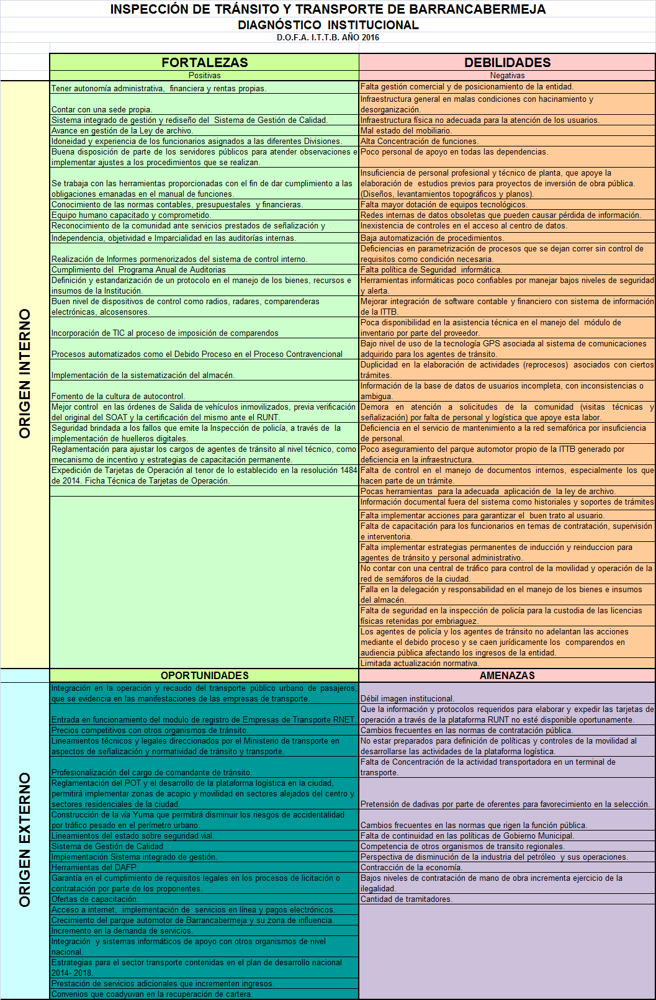 INSPECCIÓN DE TRÁNSITO Y TRANSPORTE DE BARRANCABERMEJA
DIAGNÓSTICO INSTITUCIONAL
D.O.F.A. I.T.T.B. AÑO 2016
FORTALEZAS
Positivas
DEBILIDADES
Negativas
ORIGEN INTERNO
Tener autonomía administrativa, financiera y rentas propias.
Contar con una sede propia.
Sistema integrado de gestión y rediseño del Sistema de Gestión de Calidad.
Avance en gestión de la Ley de archivo.
Idoneidad y experiencia de los funcionarios asignados a las diferentes Divisiones.
Buena disposición de parte de los servidores públicos para atender observaciones e
implementar ajustes a los procedimientos que se realizan.
Se trabaja con las herramientas proporcionadas con el fin de dar cumplimiento a las
obligaciones emanadas en el manual de funciones.
Conocimiento de las normas contables, presupuestales y financieras.
Equipo humano capacitado y comprometido.
Reconocimiento de la comunidad ante servicios prestados de señalización y
Independencia, objetividad e Imparcialidad en las auditorías internas.
Realización de Informes pormenorizados del sistema de control interno.
Cumplimiento del Programa Anual de Auditorias
Definición y estandarización de un protocolo en el manejo de los bienes, recursos e
insumos de la Institución.
Buen nivel de dispositivos de control como radios, radares, comparenderas
electrónicas, alcosensores.
Incorporación de TIC al proceso de imposición de comparendos
Procesos automatizados como el Debido Proceso en el Proceso Contravencional
Implementación de la sistematización del almacén.
Fomento de la cultura de autocontrol.
Mejor control en las órdenes de Salida de vehículos inmovilizados, previa verificación
del original del SOAT y la certificación del mismo ante el RUNT.
Seguridad brindada a los fallos que emite la Inspección de policía, a través de la
implementación de huelleros digitales.
Reglamentación para ajustar los cargos de agentes de tránsito al nivel técnico, como
mecanismo de incentivo y estrategias de capacitación permanente.
Expedición de Tarjetas de Operación al tenor de lo establecido en la resolución 1484
de 2014. Ficha Técnica de Tarjetas de Operación.
Falta gestión comercial y de posicionamiento de la entidad.
Infraestructura general en malas condiciones con hacinamiento y
desorganización.
Infraestructura física no adecuada para la atención de los usuarios.
Mal estado del mobiliario.
Alta Concentración de funciones.
Poco personal de apoyo en todas las dependencias.
Insuficiencia de personal profesional y técnico de planta, que apoye la
elaboración de estudios previos para proyectos de inversión de obra pública.
(Diseños, levantamientos topográficos y planos).
Falta mayor dotación de equipos tecnológicos.
Redes internas de datos obsoletas que pueden causar pérdida de información.
Inexistencia de controles en el acceso al centro de datos.
Baja automatización de procedimientos.
Deficiencias en parametrización de procesos que se dejan correr sin control de
requisitos como condición necesaria.
Falta política de Seguridad informática.
Herramientas informáticas poco confiables por manejar bajos niveles de seguridad
y alerta.
Mejorar integración de software contable y financiero con sistema de información
de la ITTB.
Poca disponibilidad en la asistencia técnica en el manejo del módulo de
inventario por parte del proveedor.
Bajo nivel de uso de la tecnología GPS asociada al sistema de comunicaciones
adquirido para los agentes de tránsito.
Duplicidad en la elaboración de actividades (reprocesos) asociados con ciertos
trámites.
Información de la base de datos de usuarios incompleta, con inconsistencias o
ambigua.
Demora en atención a solicitudes de la comunidad (visitas técnicas y
señalización) por falta de personal y logística que apoye esta labor.
Deficiencia en el servicio de mantenimiento a la red semafórica por insuficiencia
de personal.
Poco aseguramiento del parque automotor propio de la ITTB generado por
deficiencia en la infraestructura.
Falta de control en el manejo de documentos internos, especialmente los que
hacen parte de un trámite.
Pocas herramientas para la adecuada aplicación de la ley de archivo.
Información documental fuera del sistema como historiales y soportes de trámites
Falta implementar acciones para garantizar el buen trato al usuario.
Falta de capacitación para los funcionarios en temas de contratación, supervisión
e interventoria.
Falta implementar estrategias permanentes de inducción y reinduccion para
agentes de tránsito y personal administrativo.
No contar con una central de tráfico para control de la movilidad y operación de la
red de semáforos de la ciudad.
Falla en la delegación y responsabilidad en el manejo de los bienes e insumos
del almacén.
Falta de seguridad en la inspección de policía para la custodia de las licencias
físicas retenidas por embriaguez.
Los agentes de policía y los agentes de tránsito no adelantan las acciones
mediante el debido proceso y se caen jurídicamente los comparendos en
audiencia pública afectando los ingresos de la entidad.
Limitada actualización normativa.
OPORTUNIDADES
AMENAZAS
ORIGEN EXTERNO
Integración en la operación y recaudo del transporte público urbano de pasajeros,
que se evidencia en las manifestaciones de las empresas de transporte.
Entrada en funcionamiento del modulo de registro de Empresas de Transporte RNET.
Precios competitivos con otros organismos de tránsito.
Lineamientos técnicos y legales direccionados por el Ministerio de transporte en
aspectos de señalización y normatividad de tránsito y transporte.
Profesionalización del cargo de comandante de tránsito.
Reglamentación del POT y el desarrollo de la plataforma logística en la ciudad,
permitirá implementar zonas de acopio y movilidad en sectores alejados del centro y
sectores residenciales de la ciudad.
Construcción de la vía Yuma que permitirá disminuir los riesgos de accidentalidad
por tráfico pesado en el perímetro urbano.
Lineamientos del estado sobre seguridad vial.
Sistema de Gestión de Calidad
Implementación Sistema integrado de gestión.
Herramientas del DAFP.
Garantía en el cumplimiento de requisitos legales en los procesos de licitación o
contratación por parte de los proponentes.
Ofertas de capacitación.
Acceso a internet, implementación de servicios en línea y pagos electrónicos.
Crecimiento del parque automotor de Barrancabermeja y su zona de influencia.
Incremento en la demanda de servicios.
Integración y sistemas informáticos de apoyo con otros organismos de nivel
nacional.
Estrategias para el sector transporte contenidas en el plan de desarrollo nacional
2014- 2018.
Prestación de servicios adicionales que incrementen ingresos.
Convenios que coadyuvan en la recuperación de cartera.
Débil imagen institucional.
Que la información y protocolos requeridos para elaborar y expedir las tarjetas de
operación a través de la plataforma RUNT no esté disponible oportunamente.
Cambios frecuentes en las normas de contratación pública.
No estar preparados para definición de políticas y controles de la movilidad al
desarrollarse las actividades de la plataforma logística.
Falta de Concentración de la actividad transportadora en un terminal de
transporte.
Pretensión de dadivas por parte de oferentes para favorecimiento en la selección.
Cambios frecuentes en las normas que rigen la función pública.
Falta de continuidad en las políticas de Gobierno Municipal.
Competencia de otros organismos de transito regionales.
Perspectiva de disminución de la industria del petróleo y sus operaciones.
Contracción de la economía.
Bajos niveles de contratación de mano de obra incrementa ejercicio de la
ilegalidad.
Cantidad de tramitadores.